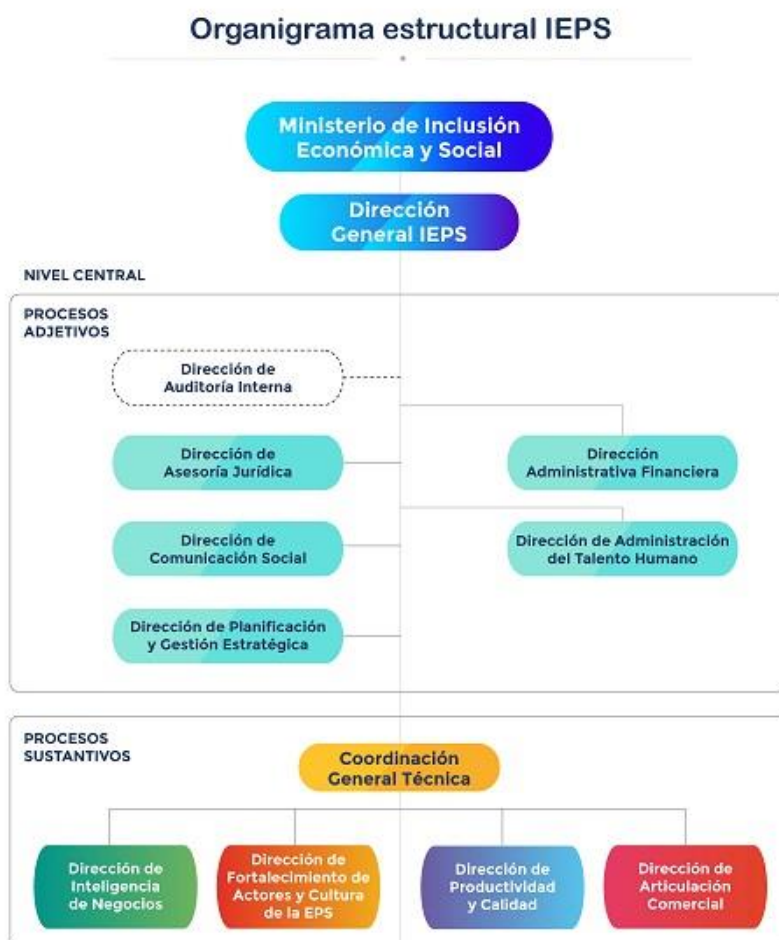 Organigrama estructural IEPS
Ministerio de Inclusión
Económica y Social
Dirección
General IEPS
NIVEL CENTRAL
PROCESOS
ADJETIVOS
Dirección de
Auditoría Interna
Dirección de
Asesoría Jurídica
Dirección
Administrativa Financiera
Dirección de
Comunicación Social
Dirección de Administración
del Talento Humano
Dirección de Planificación
y Gestión Estratégica
PROCESOS
SUSTANTIVOS
Coordinación
General Técnica
Dirección de
Inteligencia
de Negocios
Dirección de
Fortalecimiento de
Actores y Cultura
de la EPS
Dirección de
Productividad
y Calidad
Dirección de
Articulación
Comercial